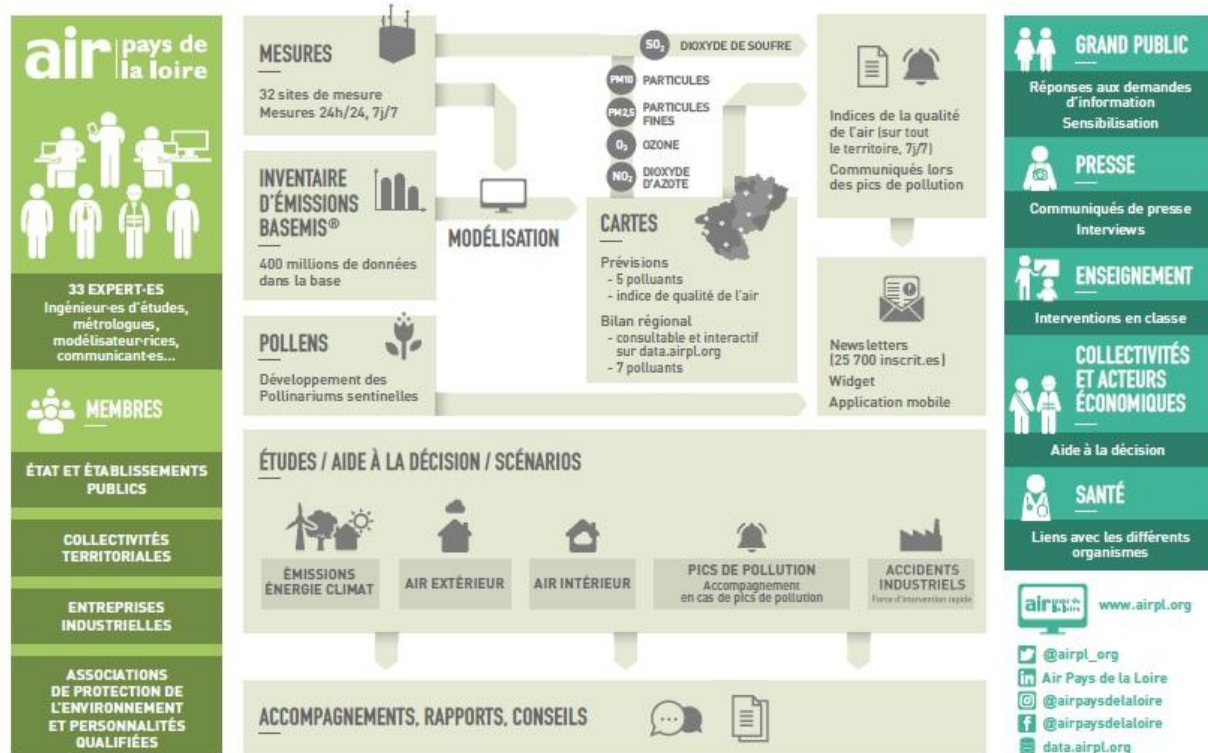 air pays de
la loire
33 EXPERT·ES
Ingénieur·es d'études,
métrologues,
modélisateur·rices,
communicant·es...
MEMBRES
ÉTAT ET ÉTABLISSEMENTS
PUBLICS
COLLECTIVITÉS
TERRITORIALES
ENTREPRISES
INDUSTRIELLES
ASSOCIATIONS
DE PROTECTION DE
L'ENVIRONNEMENT
ET PERSONNALITÉS
QUALIFIÉES
MESURES
32 sites de mesure
Mesures 24h/24, 7j/7
INVENTAIRE
D'ÉMISSIONS
BASEMIS®
400 millions de données
dans la base
POLLENS
Développement des
Pollinariums sentinelles
MODÉLISATION
SO₂ DIOXYDE DE SOUFRE
PM10 PARTICULES
PM2,5 PARTICULES
FINES
O₃ OZONE
NO₂ DIOXYDE
D'AZOTE
CARTES
Prévisions
- 5 polluants
- indice de qualité de l'air
Bilan régional
- consultable et interactif
sur data.airpl.org
- 7 polluants
Indices de la qualité
de l'air (sur tout
le territoire, 7j/7)
Communiqués lors
des pics de pollution
Newsletters
(25 700 inscrit.es)
Widget
Application mobile
ÉTUDES / AIDE À LA DÉCISION / SCÉNARIOS
ÉMISSIONS
ÉNERGIE CLIMAT
AIR EXTÉRIEUR
AIR INTÉRIEUR
PICS DE POLLUTION
Accompagnement
en cas de pics de pollution
ACCIDENTS
INDUSTRIELS
Force d'intervention rapide
ACCOMPAGNEMENTS, RAPPORTS, CONSEILS
GRAND PUBLIC
Réponses aux demandes
d'information
Sensibilisation
PRESSE
Communiqués de presse
Interviews
ENSEIGNEMENT
Interventions en classe
COLLECTIVITÉS
ET ACTEURS
ÉCONOMIQUES
Aide à la décision
SANTÉ
Liens avec les différents
organismes
air pays de
la loire
www.airpl.org
@airpl_org
in Air Pays de la Loire
@airpaysdelaloire
f @airpaysdelaloire
data.airpl.org